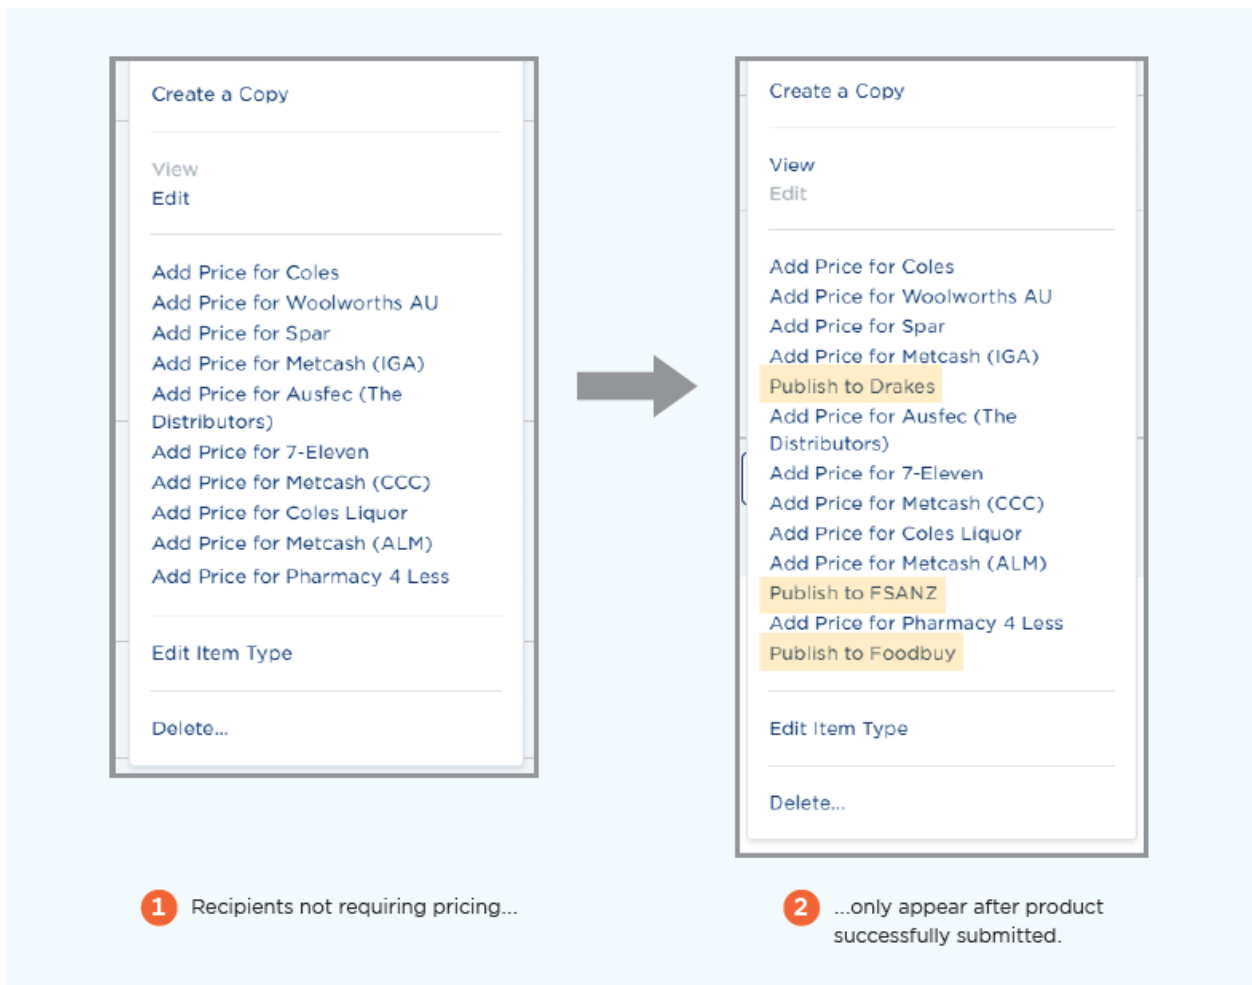 Create a Copy
View
Edit
Add Price for Coles
Add Price for Woolworths AU
Add Price for Spar
Add Price for Metcash (IGA)
Add Price for Ausfec (The
Distributors)
Add Price for 7-Eleven
Add Price for Metcash (CCC)
Add Price for Coles Liquor
Add Price for Metcash (ALM)
Add Price for Pharmacy 4 Less
Edit Item Type
Delete...
1 Recipients not requiring pricing...
Create a Copy
View
Edit
Add Price for Coles
Add Price for Woolworths AU
Add Price for Spar
Add Price for Metcash (IGA)
Publish to Drakes
Add Price for Ausfec (The
Distributors)
Add Price for 7-Eleven
Add Price for Metcash (CCC)
Add Price for Coles Liquor
Add Price for Metcash (ALM)
Publish to FSANZ
Add Price for Pharmacy 4 Less
Publish to Foodbuy
Edit Item Type
Delete...
2 ...only appear after product
successfully submitted.